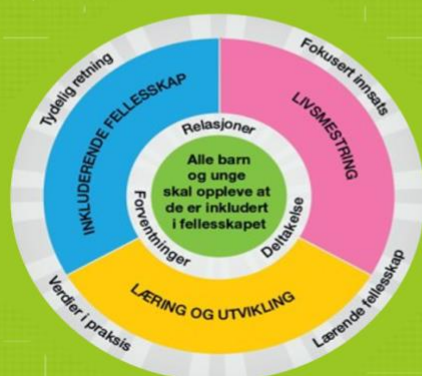 Tydelig retning
Fokusert innsats
INKLUDERENDE FELLESSKAP
LIVSMESTRING
Relasjoner
Alle barn
og unge
skal oppleve at
de er inkludert
i fellesskapet
Forventninger
Deltakelse
LÆRING OG UTVIKLING
Verdier i praksis
Lærende fellesskap